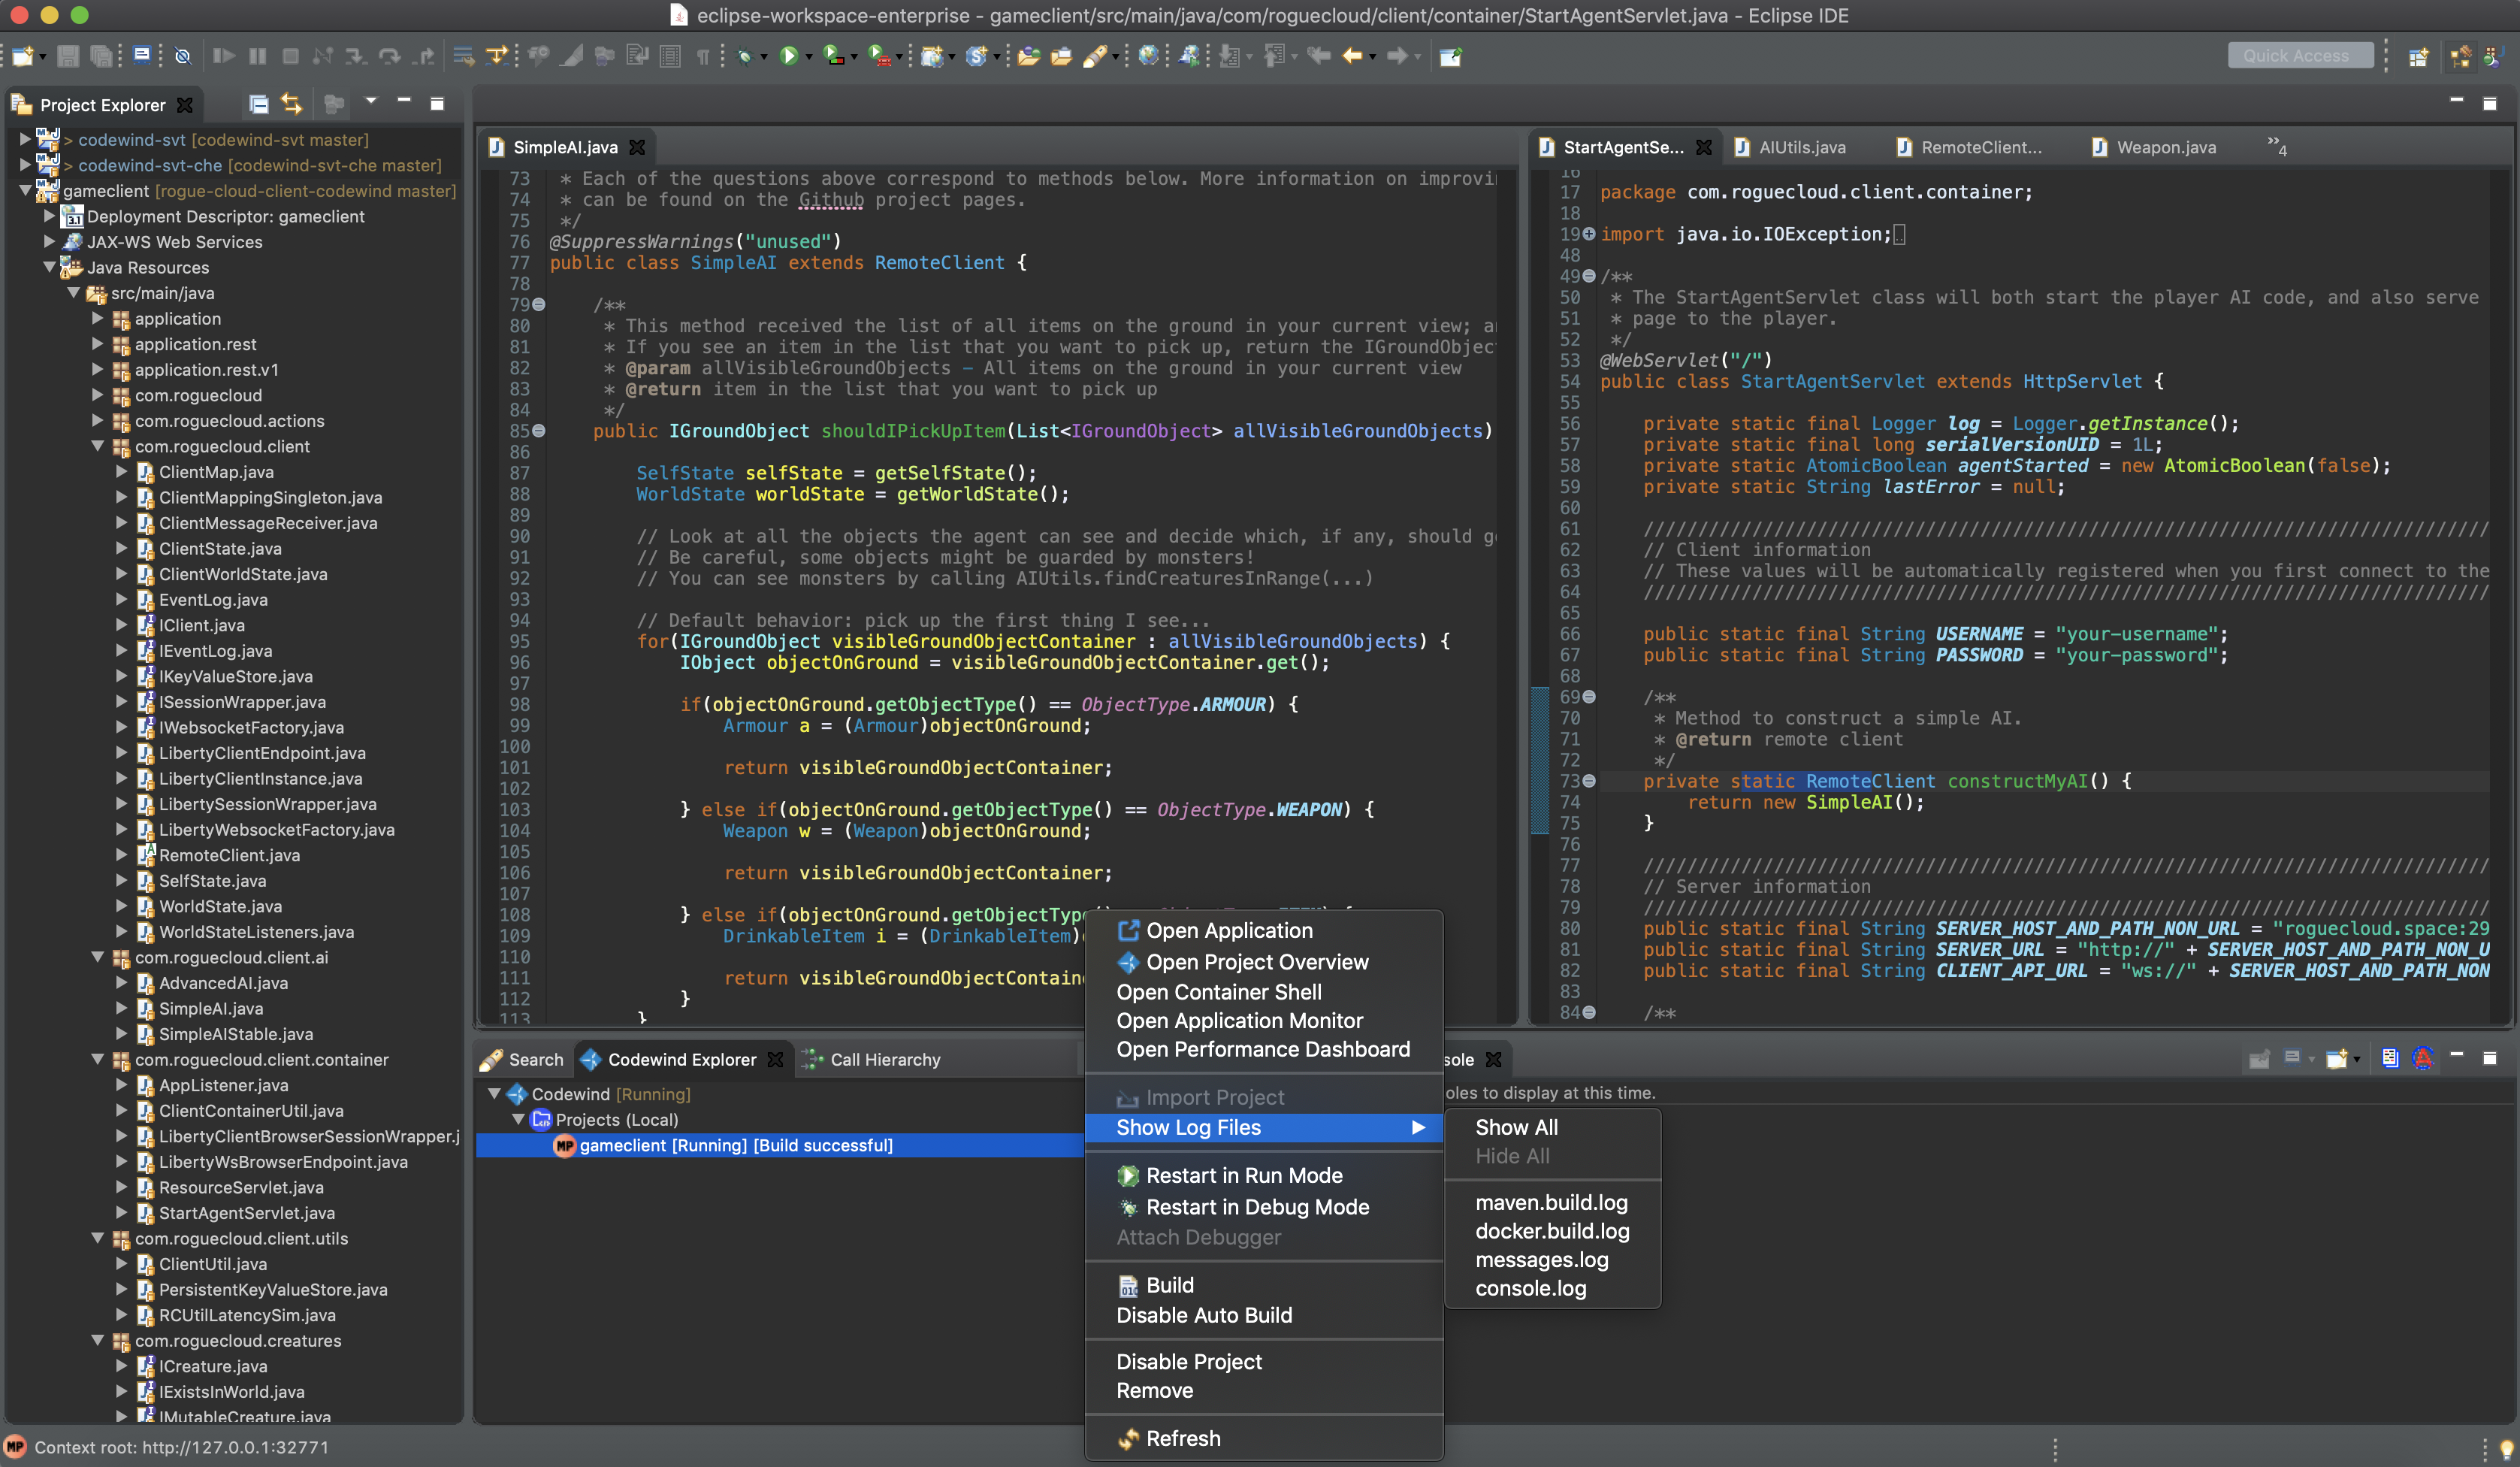 eclipse-workspace-enterprise - gameclient/src/main/java/com/roguecloud/client/container/StartAgentServlet.java - Eclipse IDE
Quick Access
Project Explorer
> codewind-svt [codewind-svt master]
> codewind-svt-che [codewind-svt-che master]
gameclient [rogue-cloud-client-codewind master]
Deployment Descriptor: gameclient
JAX-WS Web Services
Java Resources
src/main/java
application
application.rest
application.rest.v1
com.roguecloud
com.roguecloud.actions
com.roguecloud.client
ClientMap.java
ClientMappingSingleton.java
ClientMessageReceiver.java
ClientState.java
ClientWorldState.java
EventLog.java
IClient.java
IEventLog.java
IKeyValueStore.java
ISessionWrapper.java
IWebsocketFactory.java
LibertyClientEndpoint.java
LibertyClientInstance.java
LibertySessionWrapper.java
LibertyWebsocketFactory.java
RemoteClient.java
SelfState.java
WorldState.java
WorldStateListeners.java
com.roguecloud.client.ai
AdvancedAI.java
SimpleAI.java
SimpleAIStable.java
com.roguecloud.client.container
AppListener.java
ClientContainerUtil.java
LibertyClientBrowserSessionWrapper.j
LibertyWsBrowserEndpoint.java
ResourceServlet.java
StartAgentServlet.java
com.roguecloud.client.utils
ClientUtil.java
PersistentKeyValueStore.java
RCUtilLatencySim.java
com.roguecloud.creatures
ICreature.java
IExistsInWorld.java
IMutableCreature.java
SimpleAI.java
73 * Each of the questions above correspond to methods below. More information on improvi
74 * can be found on the Github project pages.
75 */
76 @SuppressWarnings("unused")
77 public class SimpleAI extends RemoteClient {
78
79 /**
80 * This method received the list of all items on the ground in your current view; a
81 * If you see an item in the list that you want to pick up, return the IGroundObjec
82 * @param allVisibleGroundObjects – All items on the ground in your current view
83 * @return item in the list that you want to pick up
84 */
85 public IGroundObject shouldIPickUpItem(List<IGroundObject> allVisibleGroundObjects)
86
87 SelfState selfState = getSelfState();
88 WorldState worldState = getWorldState();
89
90 // Look at all the objects the agent can see and decide which, if any, should g
91 // Be careful, some objects might be guarded by monsters!
92 // You can see monsters by calling AIUtils.findCreaturesInRange(...)
93
94 // Default behavior: pick up the first thing I see...
95 for(IGroundObject visibleGroundObjectContainer : allVisibleGroundObjects) {
96 IObject objectOnGround = visibleGroundObjectContainer.get();
97
98 if(objectOnGround.getObjectType() == ObjectType.ARMOUR) {
99 Armour a = (Armour)objectOnGround;
100
101 return visibleGroundObjectContainer;
102
103 } else if(objectOnGround.getObjectType() == ObjectType.WEAPON) {
104 Weapon w = (Weapon)objectOnGround;
105
106 return visibleGroundObjectContainer;
107
108 } else if(objectOnGround.getObjectType
109 DrinkableItem i = (DrinkableItem)
110
111 return visibleGroundObjectContaine
112 }
113 }
StartAgentSe... AIUtils.java RemoteClient... Weapon.java »4
16
17 package com.roguecloud.client.container;
18
19 import java.io.IOException;
48
49 /**
50 * The StartAgentServlet class will both start the player AI code, and also serve
51 * page to the player.
52 */
53 @WebServlet("/")
54 public class StartAgentServlet extends HttpServlet {
55
56 private static final Logger log = Logger.getInstance();
57 private static final long serialVersionUID = 1L;
58 private static AtomicBoolean agentStarted = new AtomicBoolean(false);
59 private static String lastError = null;
60
61 //////////////////////////////////////////////////////////////////////////////
62 // Client information
63 // These values will be automatically registered when you first connect to the
64 //////////////////////////////////////////////////////////////////////////////
65
66 public static final String USERNAME = "your-username";
67 public static final String PASSWORD = "your-password";
68
69 /**
70 * Method to construct a simple AI.
71 * @return remote client
72 */
73 private static RemoteClient constructMyAI() {
74 return new SimpleAI();
75 }
76
77 //////////////////////////////////////////////////////////////////////////////
78 // Server information
79 //////////////////////////////////////////////////////////////////////////////
80 public static final String SERVER_HOST_AND_PATH_NON_URL = "roguecloud.space:29
81 public static final String SERVER_URL = "http://" + SERVER_HOST_AND_PATH_NON_U
82 public static final String CLIENT_API_URL = "ws://" + SERVER_HOST_AND_PATH_NON
83
84 /**
Search Codewind Explorer Call Hierarchy
Codewind [Running]
Projects (Local)
gameclient [Running] [Build successful]
sole
oles to display at this time.
Open Application
Open Project Overview
Open Container Shell
Open Application Monitor
Open Performance Dashboard
Import Project
Show Log Files
Restart in Run Mode
Restart in Debug Mode
Attach Debugger
Build
Disable Auto Build
Disable Project
Remove
Refresh
Show All
Hide All
maven.build.log
docker.build.log
messages.log
console.log
MP Context root: http://127.0.0.1:32771